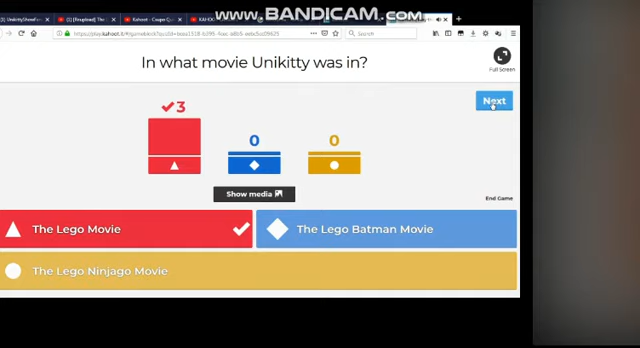 www.BANDICAM.com
In what movie Unikitty was in?
Full Screen
3
0
0
Next
Show media
End Game
The Lego Movie
The Lego Batman Movie
The Lego Ninjago Movie
Search